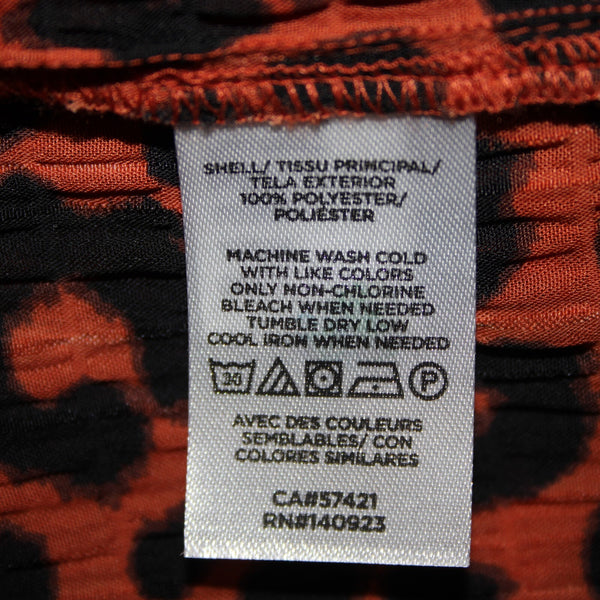 SHELL/ TISSU PRINCIPAL/
TELA EXTERIOR
100% POLYESTER/
POLIÉSTER
MACHINE WASH COLD
WITH LIKE COLORS
ONLY NON-CHLORINE
BLEACH WHEN NEEDED
TUMBLE DRY LOW
COOL IRON WHEN NEEDED
30 P
AVEC DES COULEURS
SEMBLABLES/ CON
COLORES SIMILARES
CA#57421
RN#140923